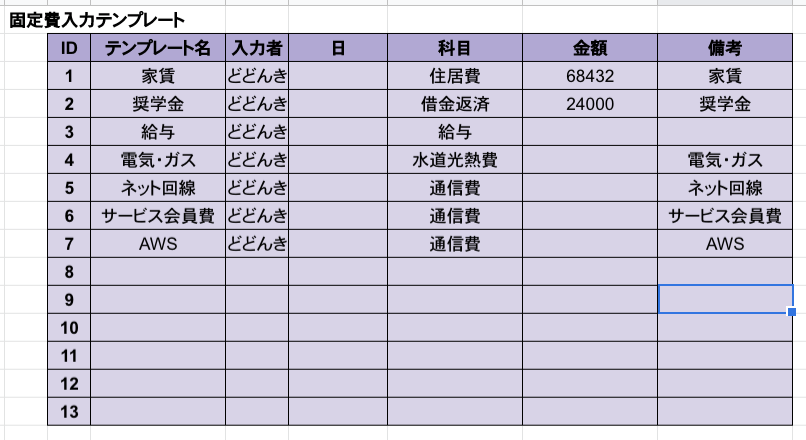 固定費入力テンプレート
ID テンプレート名 入力者 日 科目 金額 備考
1 家賃 どどんき 住居費 68432 家賃
2 奨学金 どどんき 借金返済 24000 奨学金
3 給与 どどんき 給与
4 電気・ガス どどんき 水道光熱費 電気・ガス
5 ネット回線 どどんき 通信費 ネット回線
6 サービス会員費 どどんき 通信費 サービス会員費
7 AWS どどんき 通信費 AWS
8
9
10
11
12
13